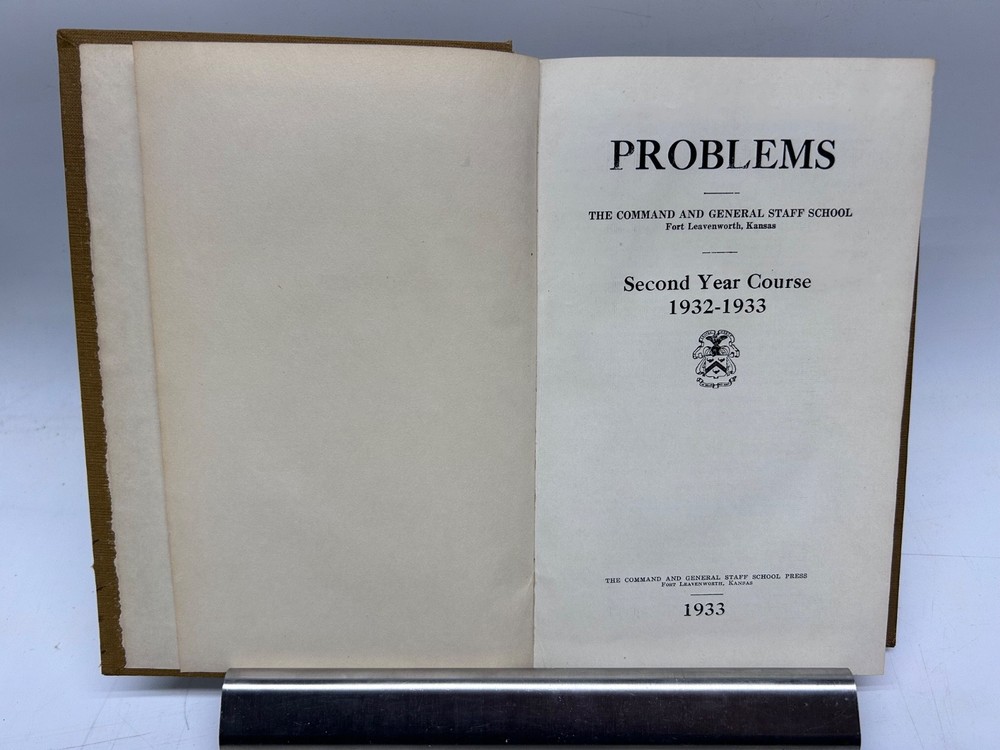 PROBLEMS
THE COMMAND AND GENERAL STAFF SCHOOL
Fort Leavenworth, Kansas
Second Year Course
1932-1933
THE COMMAND AND GENERAL STAFF SCHOOL PRESS
FORT LEAVENWORTH, KANSAS
1933